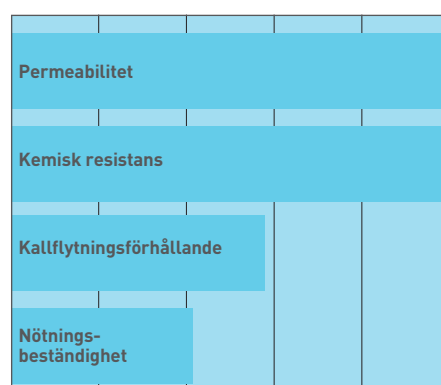 Permeabilitet
Kemisk resistans
Kallflytningsförhållande
Nötnings-
beständighet